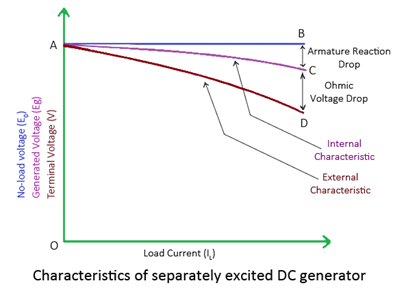 A
B
Armature Reaction
Drop
C
Ohmic
Voltage Drop
D
Internal
Characteristic
External
Characteristic
No-load voltage (E₀)
Generated Voltage (Eg)
Terminal Voltage (V)
O
Load Current (I_L)
Characteristics of separately excited DC generator